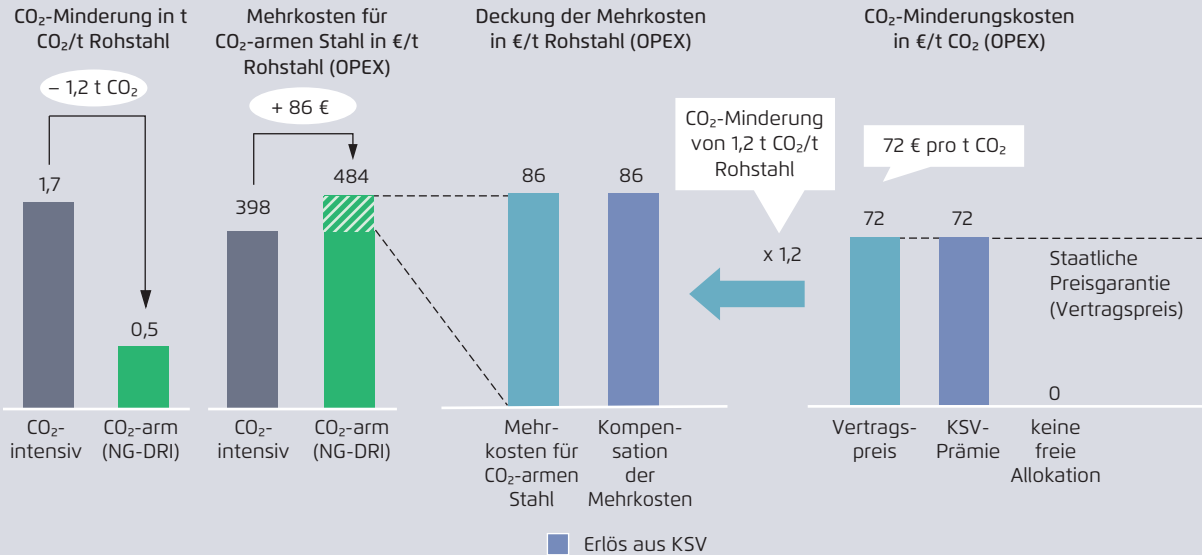 CO₂-Minderung in t
CO₂/t Rohstahl
– 1,2 t CO₂
1,7
0,5
CO₂-
intensiv
CO₂-arm
(NG-DRI)
Mehrkosten für
CO₂-armen Stahl in €/t
Rohstahl (OPEX)
+ 86 €
398
484
CO₂-
intensiv
CO₂-arm
(NG-DRI)
Deckung der Mehrkosten
in €/t Rohstahl (OPEX)
86
86
Mehr-
kosten für
CO₂-armen
Stahl
Kompen-
sation
der
Mehrkosten
CO₂-Minderung
von 1,2 t CO₂/t
Rohstahl
x 1,2
CO₂-Minderungskosten
in €/t CO₂ (OPEX)
72 € pro t CO₂
72
72
Staatliche
Preisgarantie
(Vertragspreis)
0
Vertrags-
preis
KSV-
Prämie
keine
freie
Allokation
Erlös aus KSV